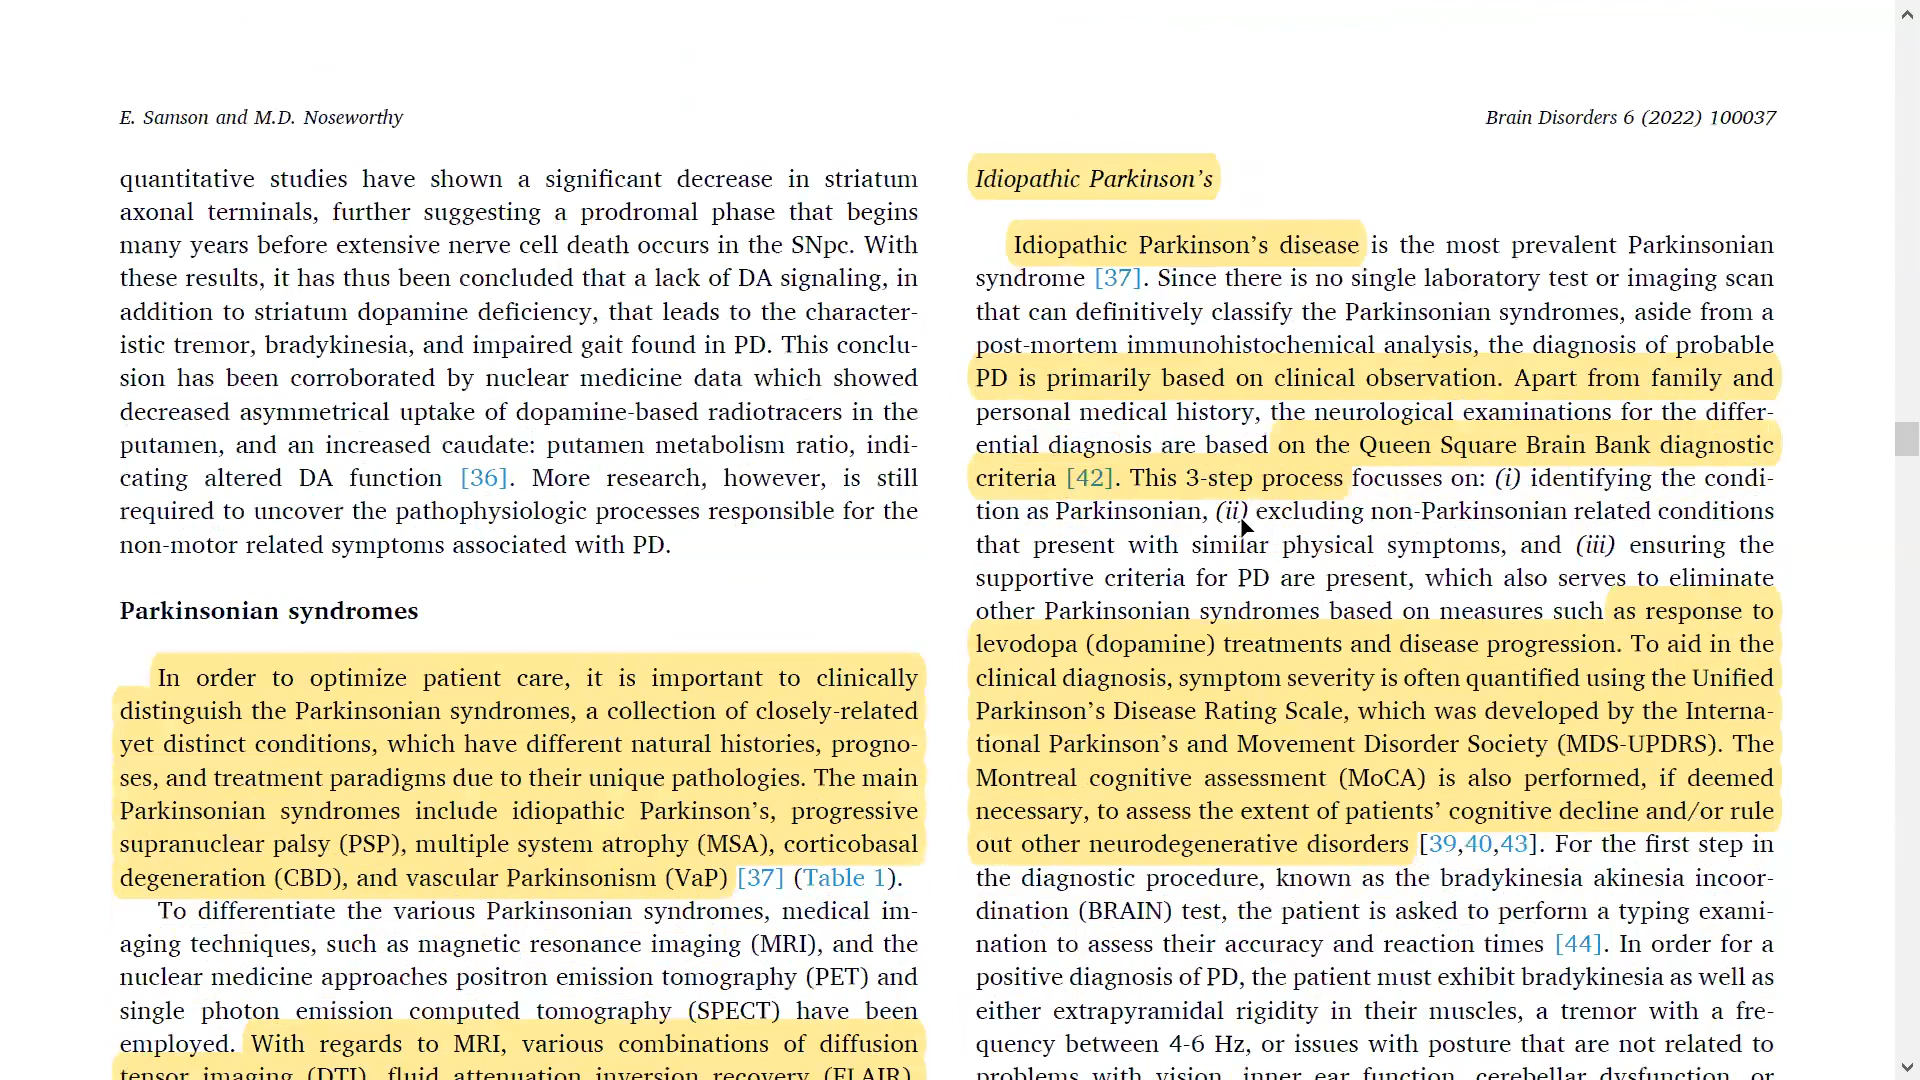 E. Samson and M.D. Noseworthy
Brain Disorders 6 (2022) 100037
quantitative studies have shown a significant decrease in striatum
axonal terminals, further suggesting a prodromal phase that begins
many years before extensive nerve cell death occurs in the SNpc. With
these results, it has thus been concluded that a lack of DA signaling, in
addition to striatum dopamine deficiency, that leads to the character-
istic tremor, bradykinesia, and impaired gait found in PD. This conclu-
sion has been corroborated by nuclear medicine data which showed
decreased asymmetrical uptake of dopamine-based radiotracers in the
putamen, and an increased caudate: putamen metabolism ratio, indi-
cating altered DA function [36]. More research, however, is still
required to uncover the pathophysiologic processes responsible for the
non-motor related symptoms associated with PD.
Parkinsonian syndromes
In order to optimize patient care, it is important to clinically
distinguish the Parkinsonian syndromes, a collection of closely-related
yet distinct conditions, which have different natural histories, progno-
ses, and treatment paradigms due to their unique pathologies. The main
Parkinsonian syndromes include idiopathic Parkinson's, progressive
supranuclear palsy (PSP), multiple system atrophy (MSA), corticobasal
degeneration (CBD), and vascular Parkinsonism (VaP) [37] (Table 1).
To differentiate the various Parkinsonian syndromes, medical im-
aging techniques, such as magnetic resonance imaging (MRI), and the
nuclear medicine approaches positron emission tomography (PET) and
single photon emission computed tomography (SPECT) have been
employed. With regards to MRI, various combinations of diffusion
tensor imaging (DTI), fluid attenuation inversion recovery (FLAIR),
Idiopathic Parkinson's
Idiopathic Parkinson's disease is the most prevalent Parkinsonian
syndrome [37]. Since there is no single laboratory test or imaging scan
that can definitively classify the Parkinsonian syndromes, aside from a
post-mortem immunohistochemical analysis, the diagnosis of probable
PD is primarily based on clinical observation. Apart from family and
personal medical history, the neurological examinations for the differ-
ential diagnosis are based on the Queen Square Brain Bank diagnostic
criteria [42]. This 3-step process focusses on: (i) identifying the condi-
tion as Parkinsonian, (ii) excluding non-Parkinsonian related conditions
that present with similar physical symptoms, and (iii) ensuring the
supportive criteria for PD are present, which also serves to eliminate
other Parkinsonian syndromes based on measures such as response to
levodopa (dopamine) treatments and disease progression. To aid in the
clinical diagnosis, symptom severity is often quantified using the Unified
Parkinson's Disease Rating Scale, which was developed by the Interna-
tional Parkinson's and Movement Disorder Society (MDS-UPDRS). The
Montreal cognitive assessment (MoCA) is also performed, if deemed
necessary, to assess the extent of patients' cognitive decline and/or rule
out other neurodegenerative disorders [39,40,43]. For the first step in
the diagnostic procedure, known as the bradykinesia akinesia incoor-
dination (BRAIN) test, the patient is asked to perform a typing exami-
nation to assess their accuracy and reaction times [44]. In order for a
positive diagnosis of PD, the patient must exhibit bradykinesia as well as
either extrapyramidal rigidity in their muscles, a tremor with a fre-
quency between 4-6 Hz, or issues with posture that are not related to
problems with vision, inner ear function, cerebellar dysfunction, or